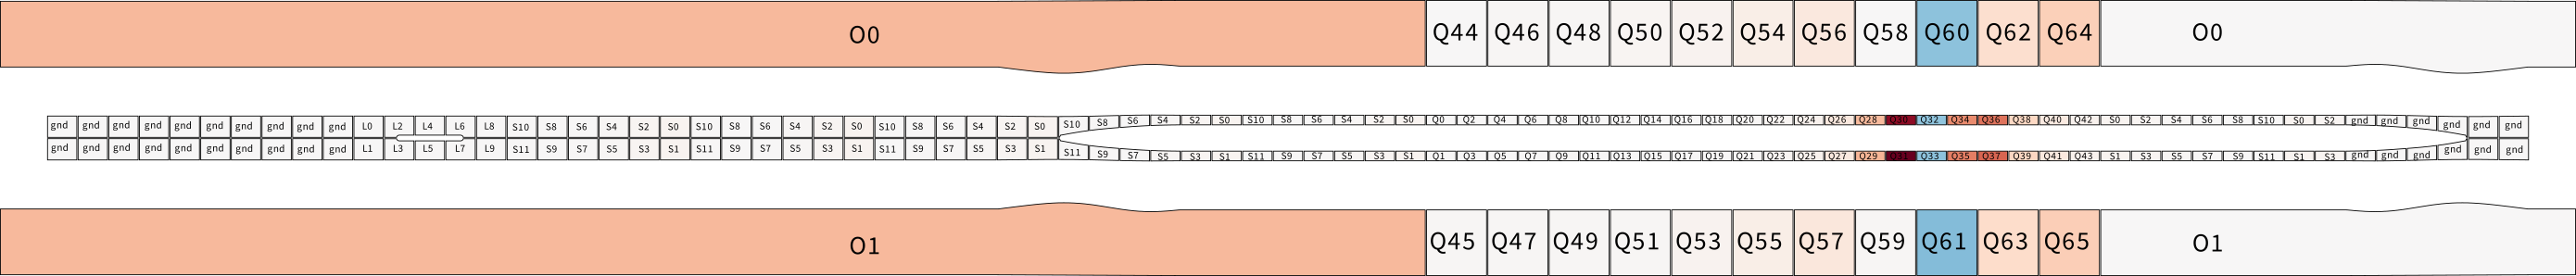 O0 Q44 Q46 Q48 Q50 Q52 Q54 Q56 Q58 Q60 Q62 Q64 O0
gnd gnd gnd gnd gnd gnd gnd gnd gnd gnd L0 L2 L4 L6 L8 S10 S8 S6 S4 S2 S0 S10 S8 S6 S4 S2 S0 S10 S8 S6 S4 S2 S0 S10 S8 S6 S4 S2 S0 S10 S8 S6 S4 S2 S0 Q0 Q2 Q4 Q6 Q8 Q10 Q12 Q14 Q16 Q18 Q20 Q22 Q24 Q26 Q28 Q30 Q32 Q34 Q36 Q38 Q40 Q42 S0 S2 S4 S6 S8 S10 S0 S2 gnd gnd gnd gnd gnd gnd
gnd gnd gnd gnd gnd gnd gnd gnd gnd gnd L1 L3 L5 L7 L9 S11 S9 S7 S5 S3 S1 S11 S9 S7 S5 S3 S1 S11 S9 S7 S5 S3 S1 S11 S9 S7 S5 S3 S1 S11 S9 S7 S5 S3 S1 Q1 Q3 Q5 Q7 Q9 Q11 Q13 Q15 Q17 Q19 Q21 Q23 Q25 Q27 Q29 Q31 Q33 Q35 Q37 Q39 Q41 Q43 S1 S3 S5 S7 S9 S11 S1 S3 gnd gnd gnd gnd gnd gnd
O1 Q45 Q47 Q49 Q51 Q53 Q55 Q57 Q59 Q61 Q63 Q65 O1